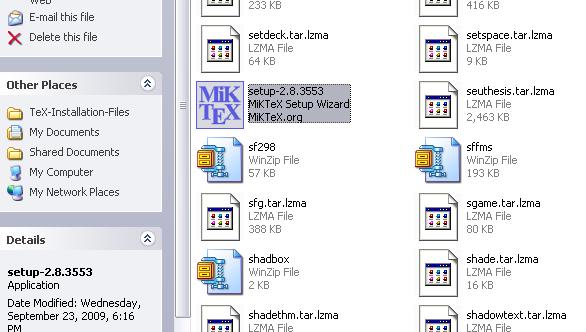 Web
E-mail this file
Delete this file
Other Places
TeX-Installation-Files
My Documents
Shared Documents
My Computer
My Network Places
Details
setup-2.8.3553
Application
Date Modified: Wednesday,
September 23, 2009, 6:16
PM
233 KB
416 KB
setdeck.tar.lzma
LZMA File
64 KB
setspace.tar.lzma
LZMA File
9 KB
MiK
TEX
setup-2.8.3553
MiKTeX Setup Wizard
MiKTeX.org
seuthesis.tar.lzma
LZMA File
2,463 KB
sf298
WinZip File
57 KB
sffms
WinZip File
193 KB
sfg.tar.lzma
LZMA File
388 KB
sgame.tar.lzma
LZMA File
80 KB
shadbox
WinZip File
2 KB
shade.tar.lzma
LZMA File
16 KB
shadethm.tar.lzma
LZMA File
shadowtext.tar.lzma
LZMA File